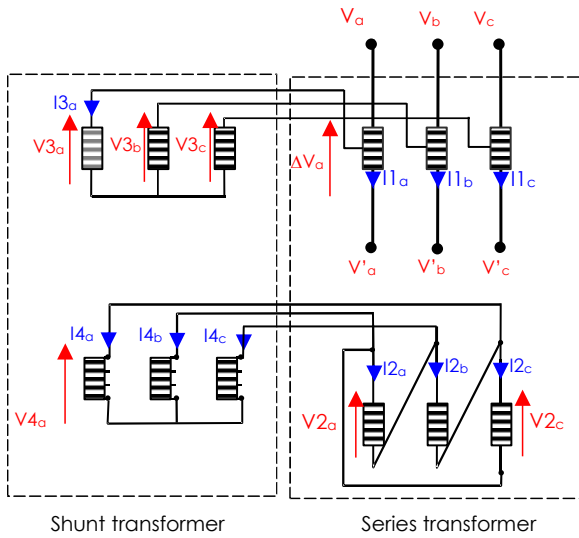 Va Vb Vc
I3a
V3a V3b V3c ΔVa
I1a I1b I1c
V'a V'b V'c
I4a I4b I4c
I2a I2b I2c
V4a V2a V2c
Shunt transformer Series transformer